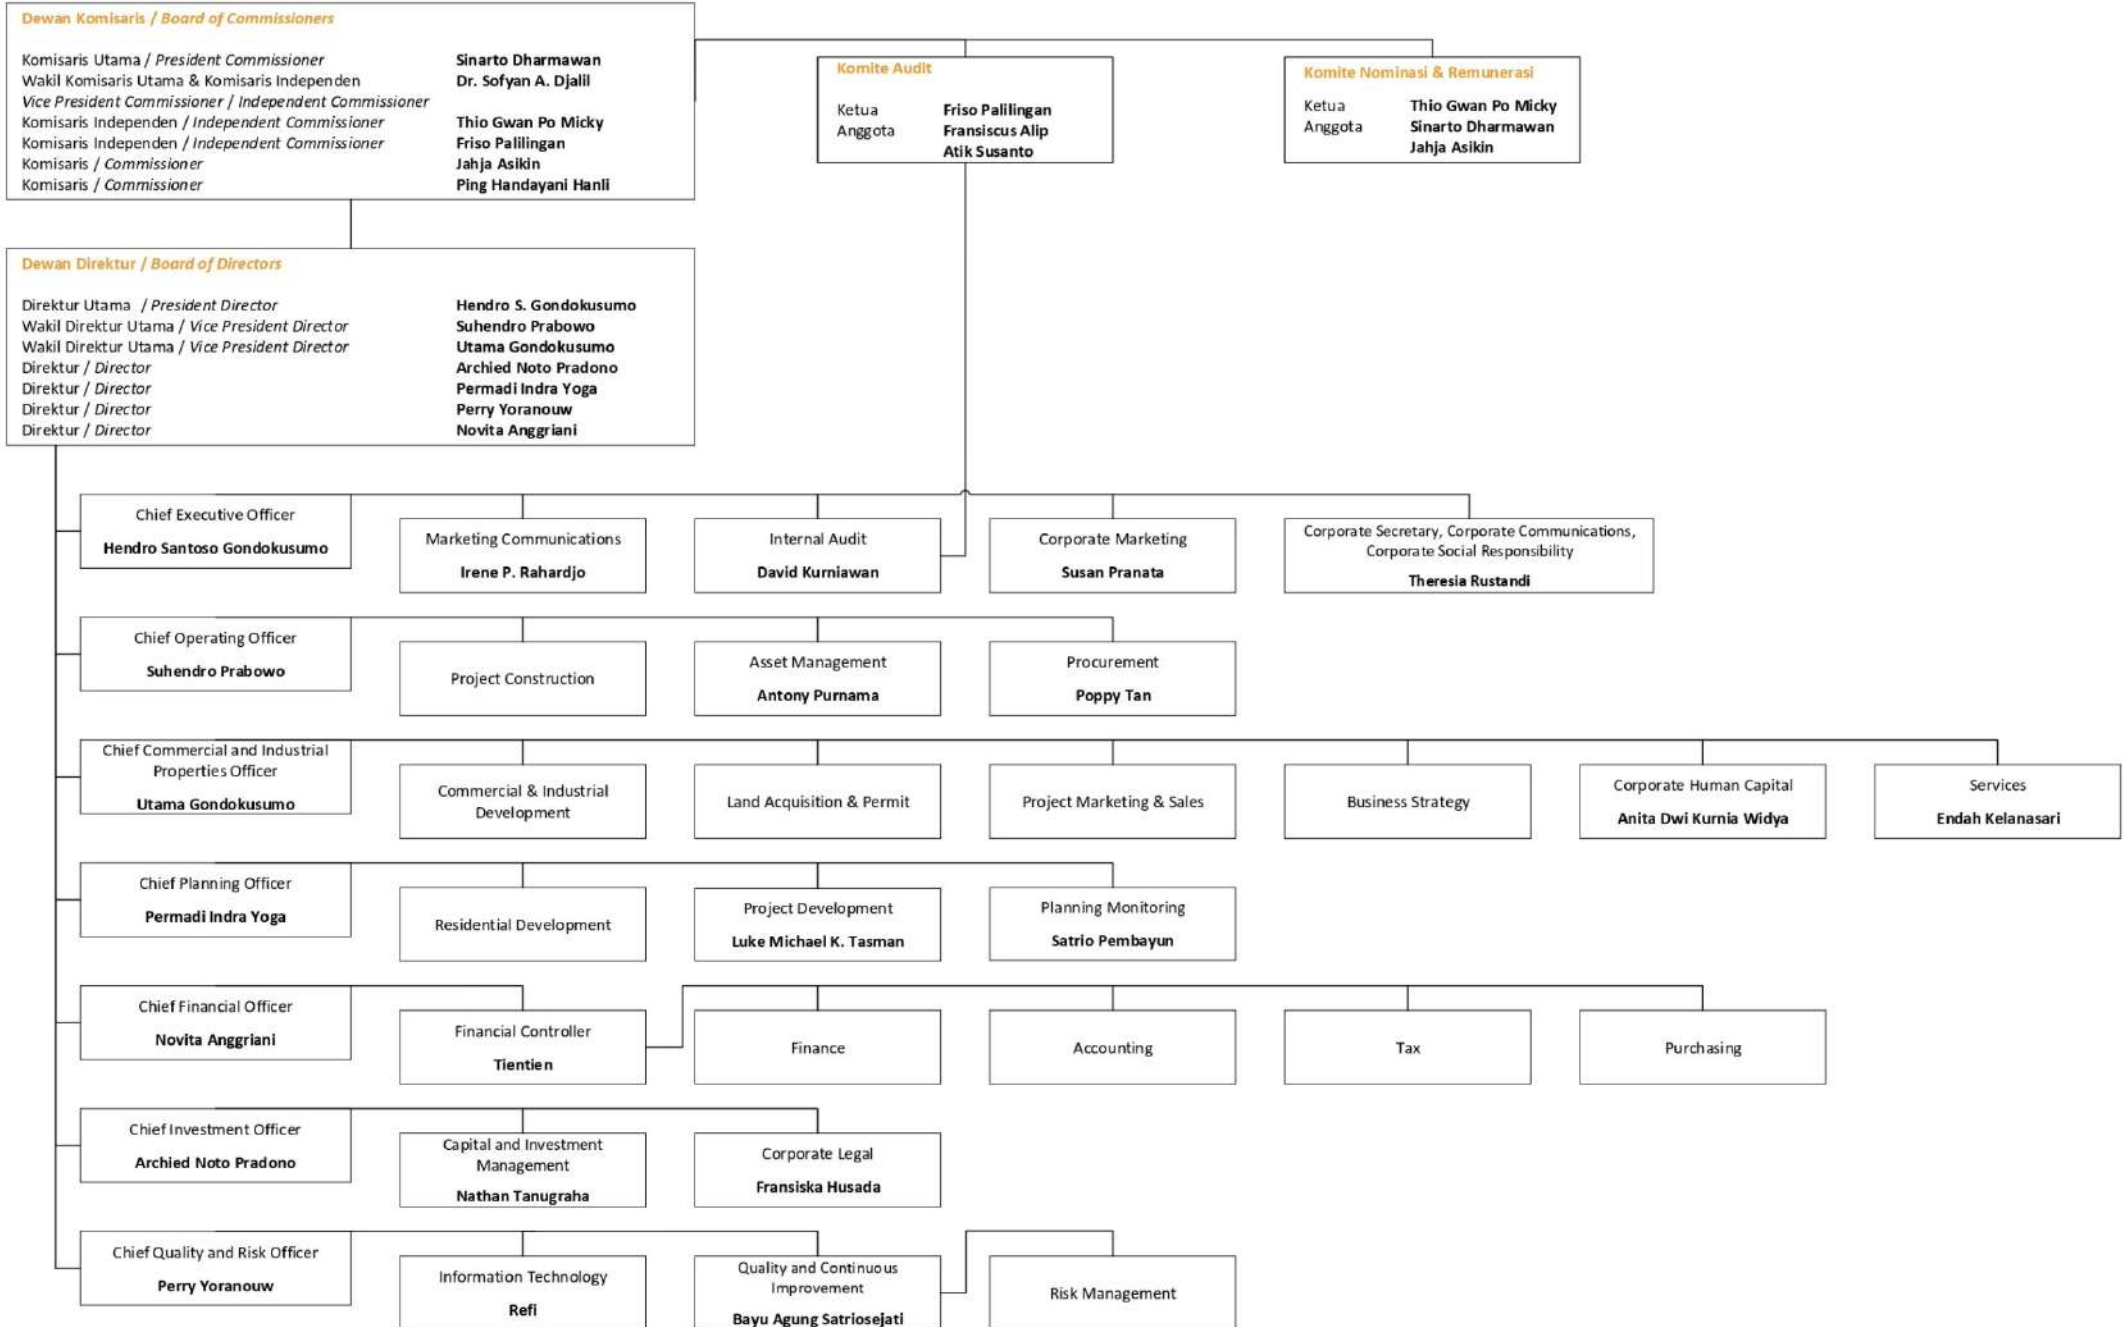 Dewan Komisaris / Board of Commissioners
Komisaris Utama / President Commissioner Sinarto Dharmawan
Wakil Komisaris Utama & Komisaris Independen Dr. Sofyan A. Djalil
Vice President Commissioner / Independent Commissioner
Komisaris Independen / Independent Commissioner Thio Gwan Po Micky
Komisaris Independen / Independent Commissioner Friso Palilingan
Komisaris / Commissioner Jahja Asikin
Komisaris / Commissioner Ping Handayani Hanli
Komite Audit
Ketua Friso Palilingan
Anggota Fransiscus Alip
Atik Susanto
Komite Nominasi & Remunerasi
Ketua Thio Gwan Po Micky
Anggota Sinarto Dharmawan
Jahja Asikin
Dewan Direktur / Board of Directors
Direktur Utama / President Director Hendro S. Gondokusumo
Wakil Direktur Utama / Vice President Director Suhendro Prabowo
Wakil Direktur Utama / Vice President Director Utama Gondokusumo
Direktur / Director Archied Noto Pradono
Direktur / Director Permadi Indra Yoga
Direktur / Director Perry Yoranouw
Direktur / Director Novita Anggriani
Chief Executive Officer
Hendro Santoso Gondokusumo
Marketing Communications
Irene P. Rahardjo
Internal Audit
David Kurniawan
Corporate Marketing
Susan Pranata
Corporate Secretary, Corporate Communications,
Corporate Social Responsibility
Theresia Rustandi
Chief Operating Officer
Suhendro Prabowo
Project Construction
Asset Management
Antony Purnama
Procurement
Poppy Tan
Chief Commercial and Industrial
Properties Officer
Utama Gondokusumo
Commercial & Industrial
Development
Land Acquisition & Permit
Project Marketing & Sales
Business Strategy
Corporate Human Capital
Anita Dwi Kurnia Widya
Services
Endah Kelanasari
Chief Planning Officer
Permadi Indra Yoga
Residential Development
Project Development
Luke Michael K. Tasman
Planning Monitoring
Satrio Pembayun
Chief Financial Officer
Novita Anggriani
Financial Controller
Tientien
Finance
Accounting
Tax
Purchasing
Chief Investment Officer
Archied Noto Pradono
Capital and Investment
Management
Nathan Tanugraha
Corporate Legal
Fransiska Husada
Chief Quality and Risk Officer
Perry Yoranouw
Information Technology
Refi
Quality and Continuous
Improvement
Bayu Agung Satriosejati
Risk Management